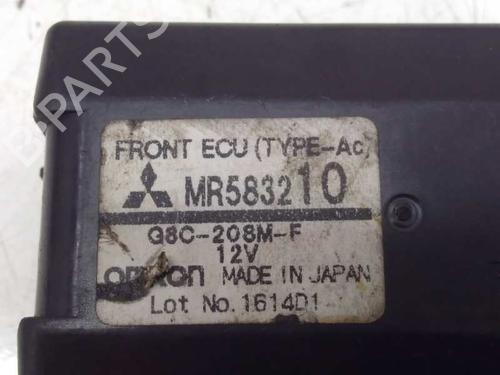 FRONT ECU (TYPE-Ac)
MR583210
G8C-208M-F
12V
omron MADE IN JAPAN
Lot No.1614D1
B-PARTS